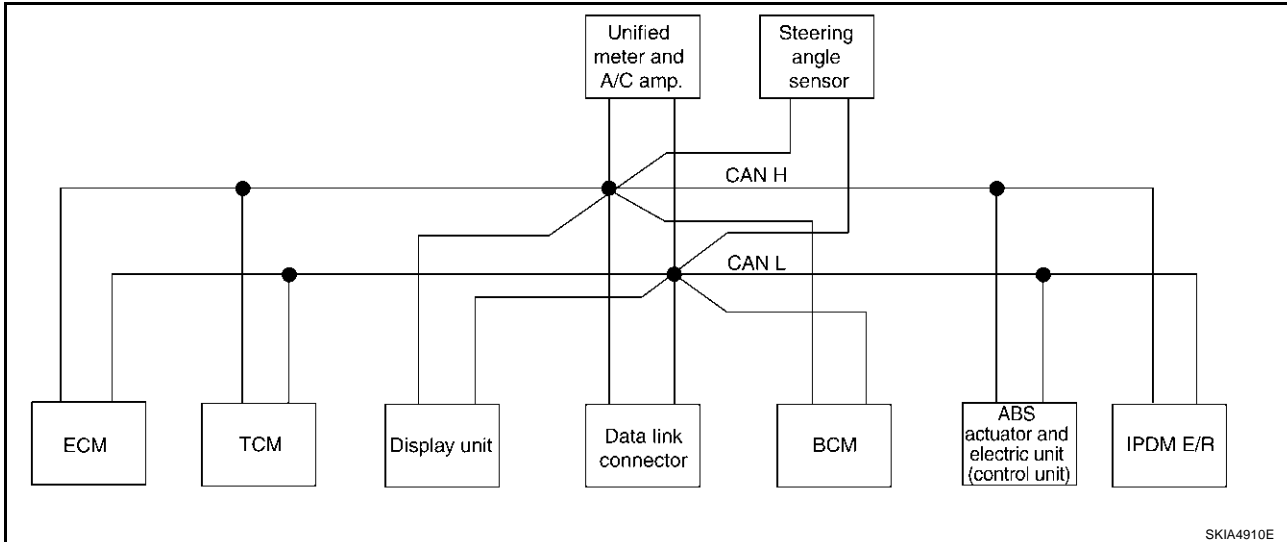 Unified
meter and
A/C amp.
Steering
angle
sensor
CAN H
CAN L
ECM
TCM
Display unit
Data link
connector
BCM
ABS
actuator and
electric unit
(control unit)
IPDM E/R
SKIA4910E